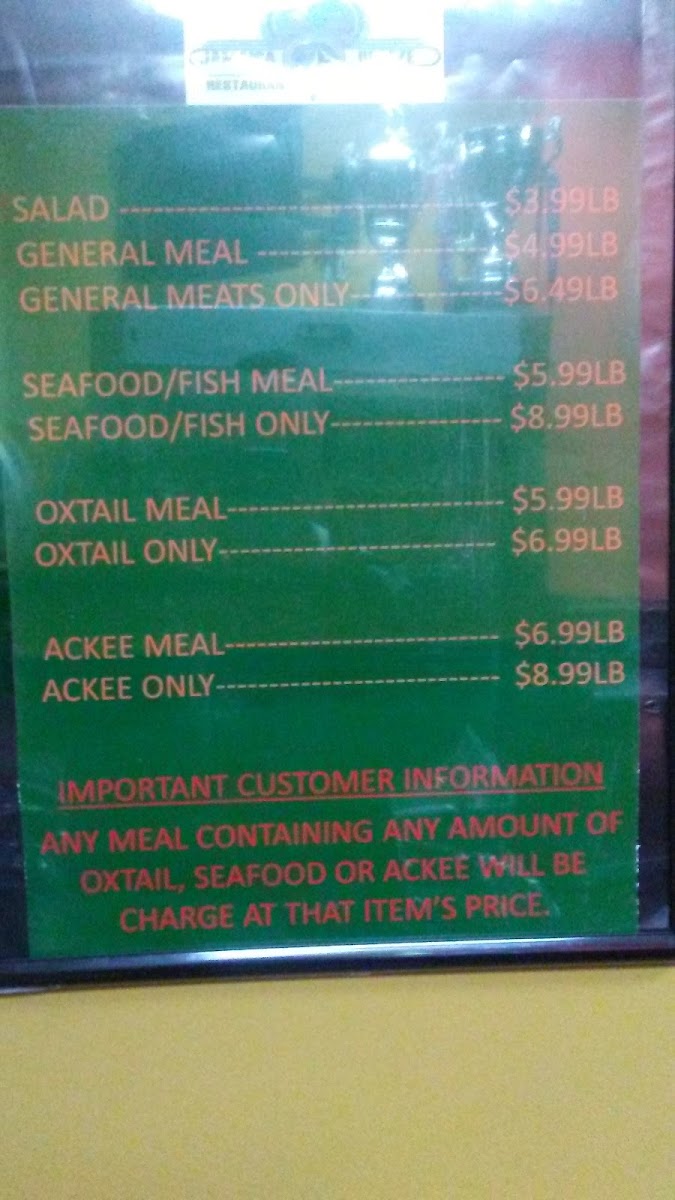 RESTAURAN
SALAD -------------------------------------- $3.99LB
GENERAL MEAL ------------------------ $4.99LB
GENERAL MEATS ONLY---------------$6.49LB
SEAFOOD/FISH MEAL----------------- $5.99LB
SEAFOOD/FISH ONLY----------------- $8.99LB
OXTAIL MEAL--------------------------- $5.99LB
OXTAIL ONLY--------------------------- $6.99LB
ACKEE MEAL--------------------------- $6.99LB
ACKEE ONLY---------------------------- $8.99LB
IMPORTANT CUSTOMER INFORMATION
ANY MEAL CONTAINING ANY AMOUNT OF
OXTAIL, SEAFOOD OR ACKEE WILL BE
CHARGE AT THAT ITEM'S PRICE.